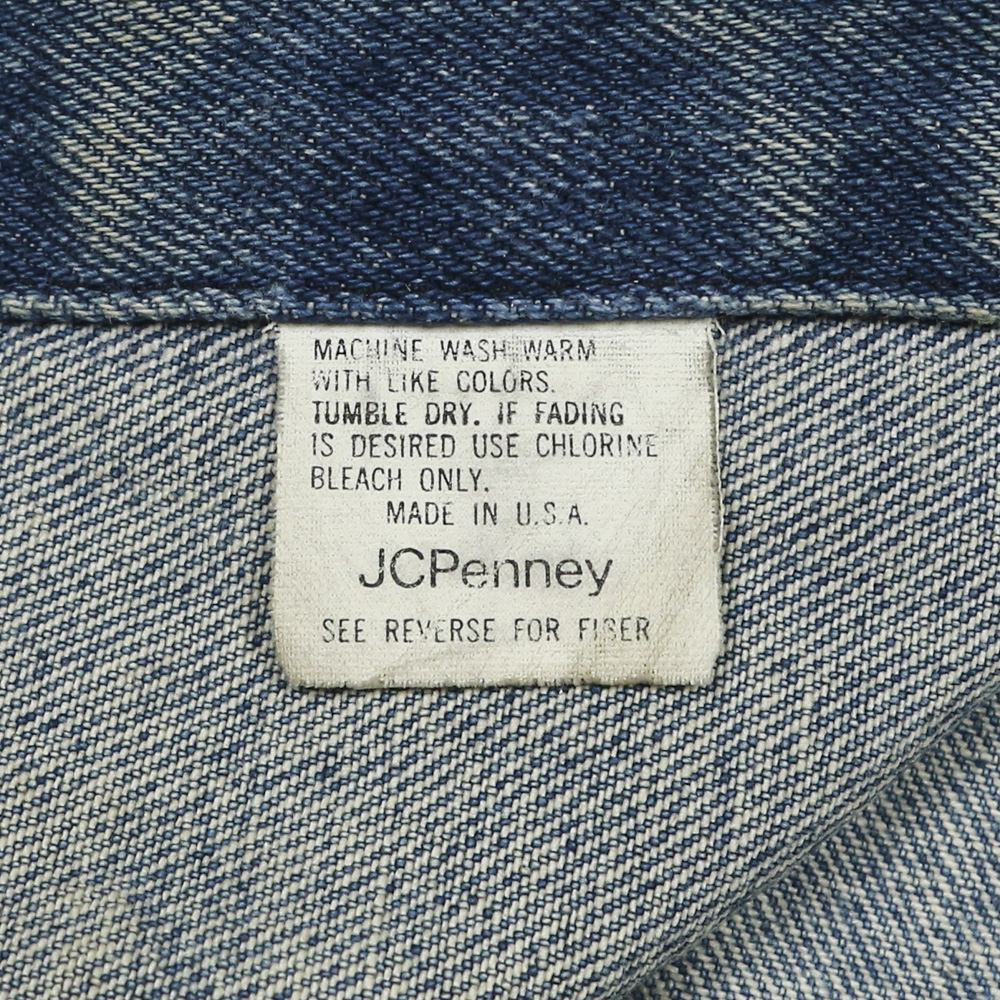 MACHINE WASH WARM
WITH LIKE COLORS.
TUMBLE DRY. IF FADING
IS DESIRED USE CHLORINE
BLEACH ONLY.
MADE IN U.S.A.
JCPenney
SEE REVERSE FOR FIBER